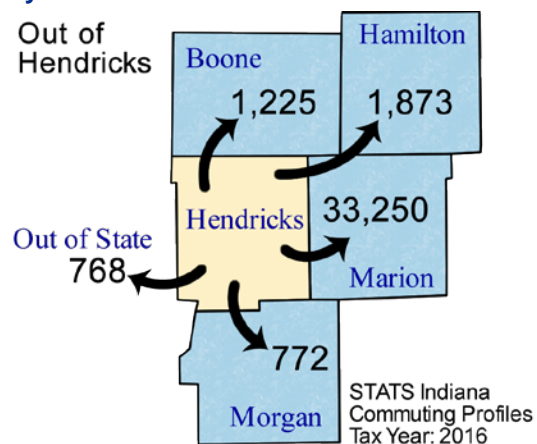 Out of
Hendricks
Boone
1,225
Hamilton
1,873
Hendricks
33,250
Marion
Out of State
768
772
Morgan
STATS Indiana
Commuting Profiles
Tax Year: 2016